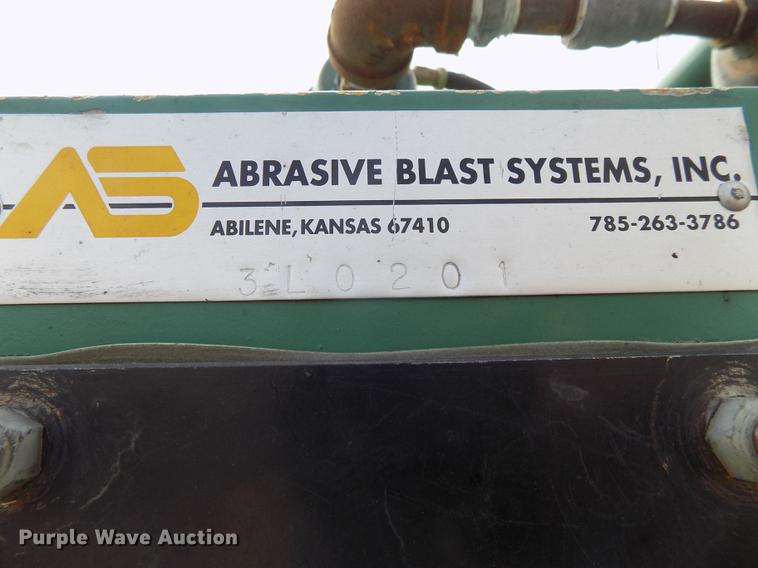 AS
ABRASIVE BLAST SYSTEMS, INC.
ABILENE, KANSAS 67410 785-263-3786
3L0201
Purple Wave Auction